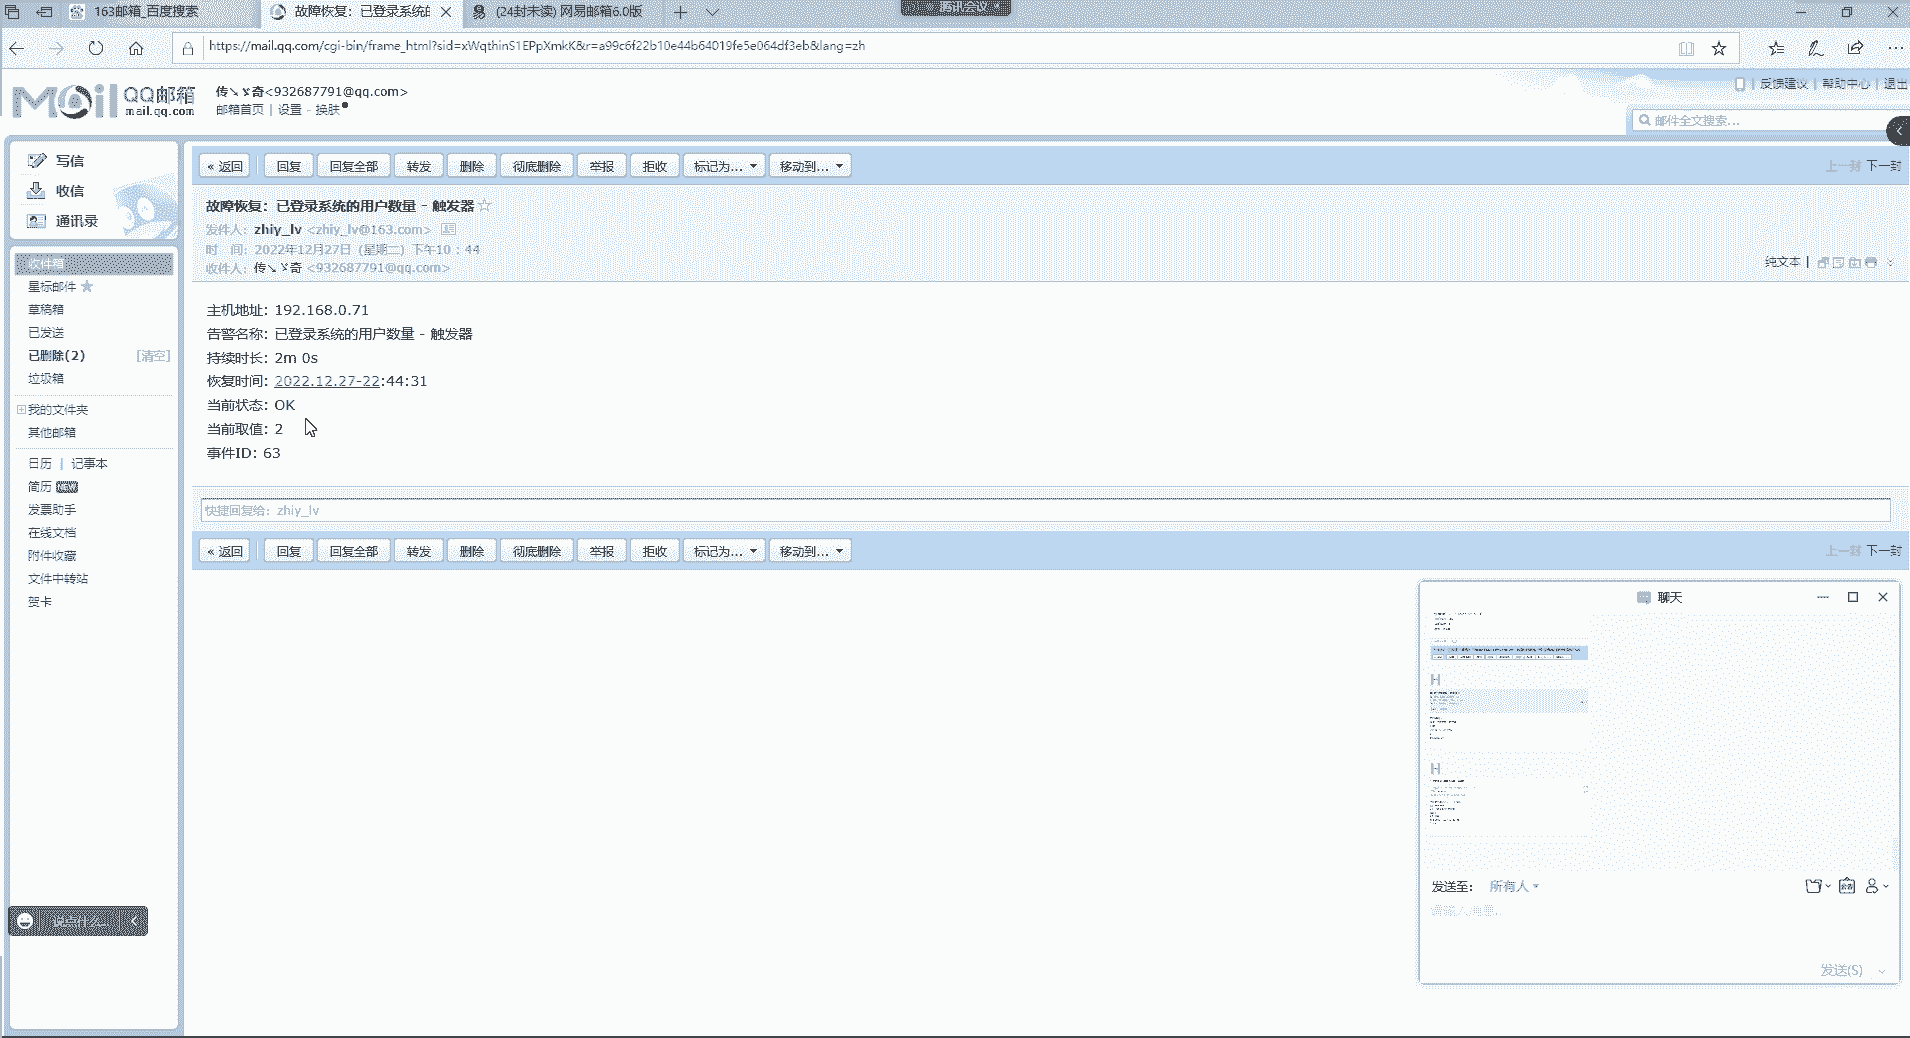 163邮箱_百度搜索
故障恢复：已登录系统的
(24封未读) 网易邮箱6.0版
腾讯会议
https://mail.qq.com/cgi-bin/frame_html?sid=xWqthinS1EPpXmkK&r=a99c6f22b10e44b64019fe5e064df3eb&lang=zh
Mail QQ邮箱
mail.qq.com
传↘ゞ奇<932687791@qq.com>
邮箱首页 | 设置 - 换肤
反馈建议 | 帮助中心 | 退出
邮件全文搜索...
写信
收信
通讯录
收件箱
星标邮件
草稿箱
已发送
已删除(2) [清空]
垃圾箱
我的文件夹
其他邮箱
日历 | 记事本
简历 NEW
发票助手
在线文档
附件收藏
文件中转站
贺卡
说点什么...
« 返回 回复 回复全部 转发 删除 彻底删除 举报 拒收 标记为... 移动到...
上一封 下一封
故障恢复：已登录系统的用户数量 - 触发器
发件人：zhiy_lv <zhiy_lv@163.com>
时 间：2022年12月27日 (星期二) 下午10：44
收件人：传↘ゞ奇 <932687791@qq.com>
纯文本 |
主机地址：192.168.0.71
告警名称：已登录系统的用户数量 - 触发器
持续时长：2m 0s
恢复时间：2022.12.27-22:44:31
当前状态：OK
当前取值：2
事件ID：63
快捷回复给：zhiy_lv
« 返回 回复 回复全部 转发 删除 彻底删除 举报 拒收 标记为... 移动到...
上一封 下一封
聊天
发送至： 所有人
请输入消息...
发送(S)